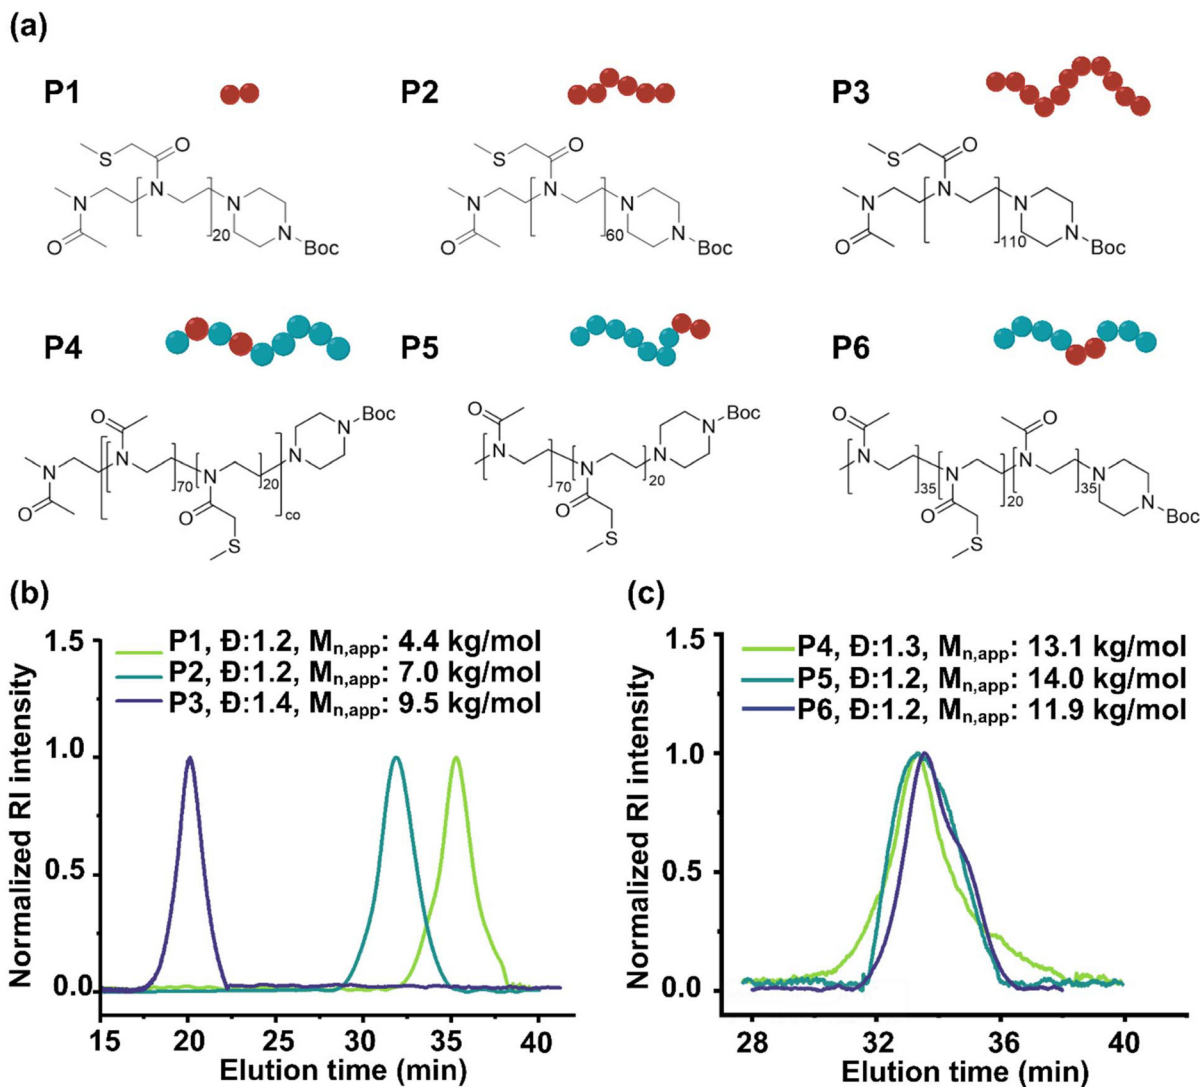 (a)
P1
P2
P3
S
O
N
N
O
20
N
N
Boc
S
O
N
N
O
60
N
N
Boc
S
O
N
N
O
110
N
N
Boc
P4
P5
P6
O
N
N
O
70
N
O
S
20
co
N
N
Boc
O
N
70
N
O
S
20
N
N
Boc
O
N
35
N
O
S
20
O
N
35
N
N
Boc
(b)
Normalized RI intensity
1.5
1.0
0.5
0.0
P1, Đ:1.2, Mn,app: 4.4 kg/mol
P2, Đ:1.2, Mn,app: 7.0 kg/mol
P3, Đ:1.4, Mn,app: 9.5 kg/mol
15 20 25 30 35 40
Elution time (min)
(c)
Normalized RI intensity
1.5
1.0
0.5
0.0
P4, Đ:1.3, Mn,app: 13.1 kg/mol
P5, Đ:1.2, Mn,app: 14.0 kg/mol
P6, Đ:1.2, Mn,app: 11.9 kg/mol
28 32 36 40
Elution time (min)